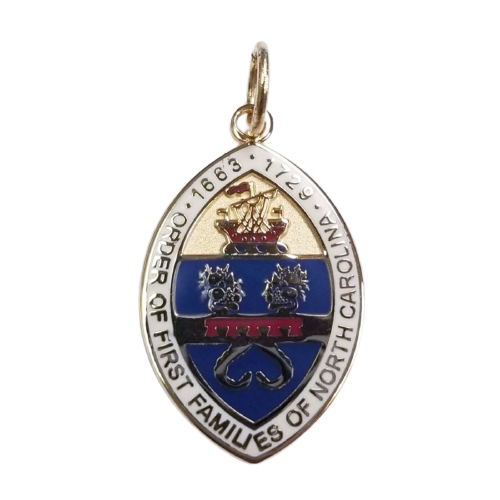 · 1663 · 1729 ·
ORDER OF FIRST FAMILIES OF NORTH CAROLINA